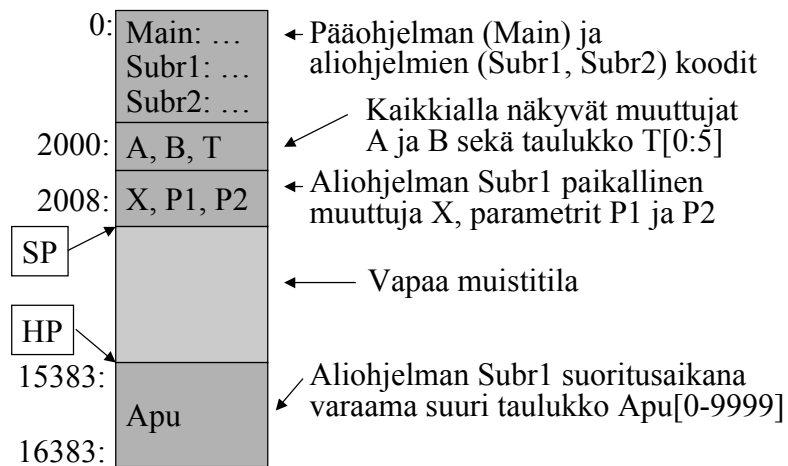 0:
Main: …
Subr1: …
Subr2: …
Pääohjelman (Main) ja
aliohjelmien (Subr1, Subr2) koodit
2000:
A, B, T
Kaikkialla näkyvät muuttujat
A ja B sekä taulukko T[0:5]
2008:
X, P1, P2
Aliohjelman Subr1 paikallinen
muuttuja X, parametrit P1 ja P2
SP
Vapaa muistitila
HP
15383:
Apu
16383:
Aliohjelman Subr1 suoritusaikana
varaama suuri taulukko Apu[0-9999]